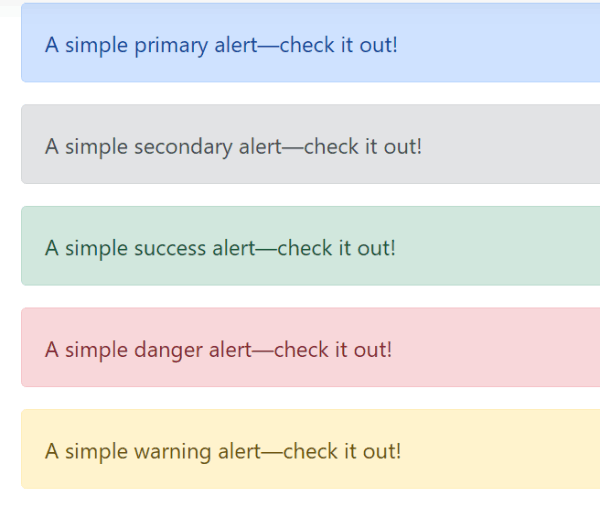 A simple primary alert—check it out!
A simple secondary alert—check it out!
A simple success alert—check it out!
A simple danger alert—check it out!
A simple warning alert—check it out!